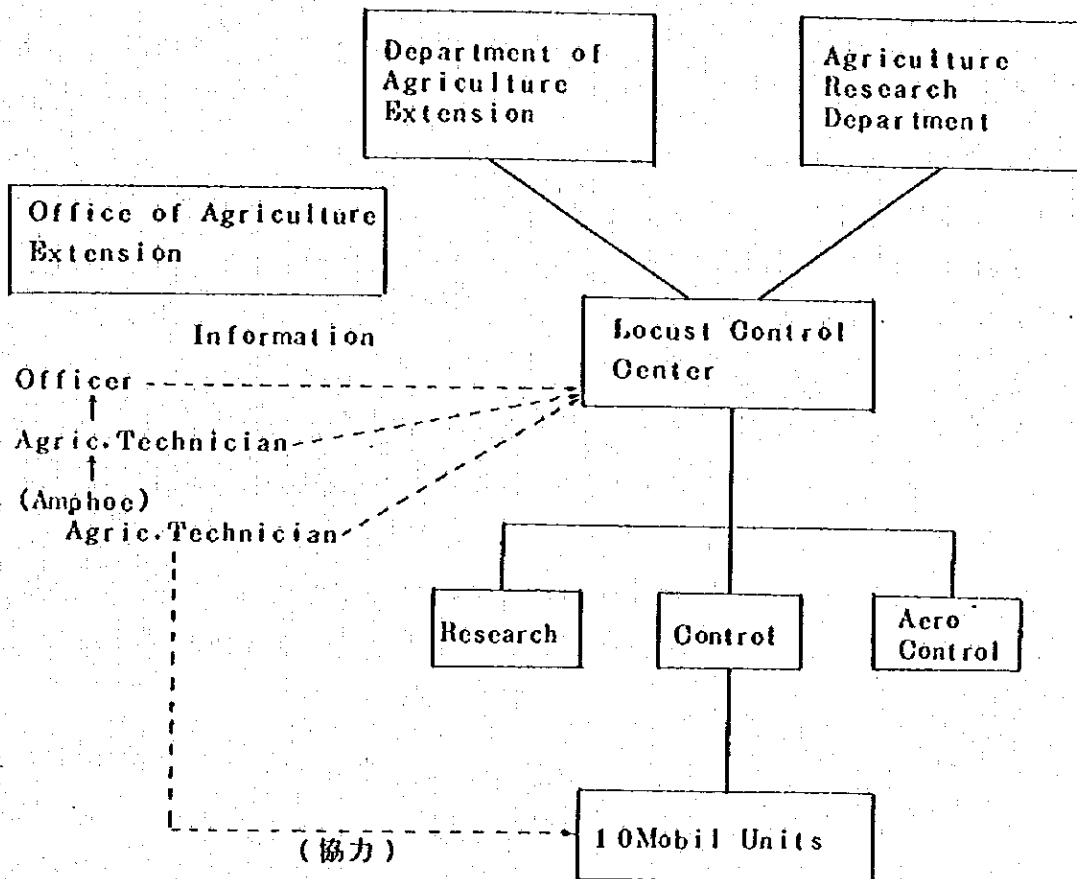 Department of
Agriculture
Extension
Agriculture
Research
Department
Office of Agriculture
Extension
Information
Locust Control
Center
Officer
Agric.Technician
(Amphoe)
Agric.Technician
Research
Control
Aero
Control
10Mobil Units
(協力)